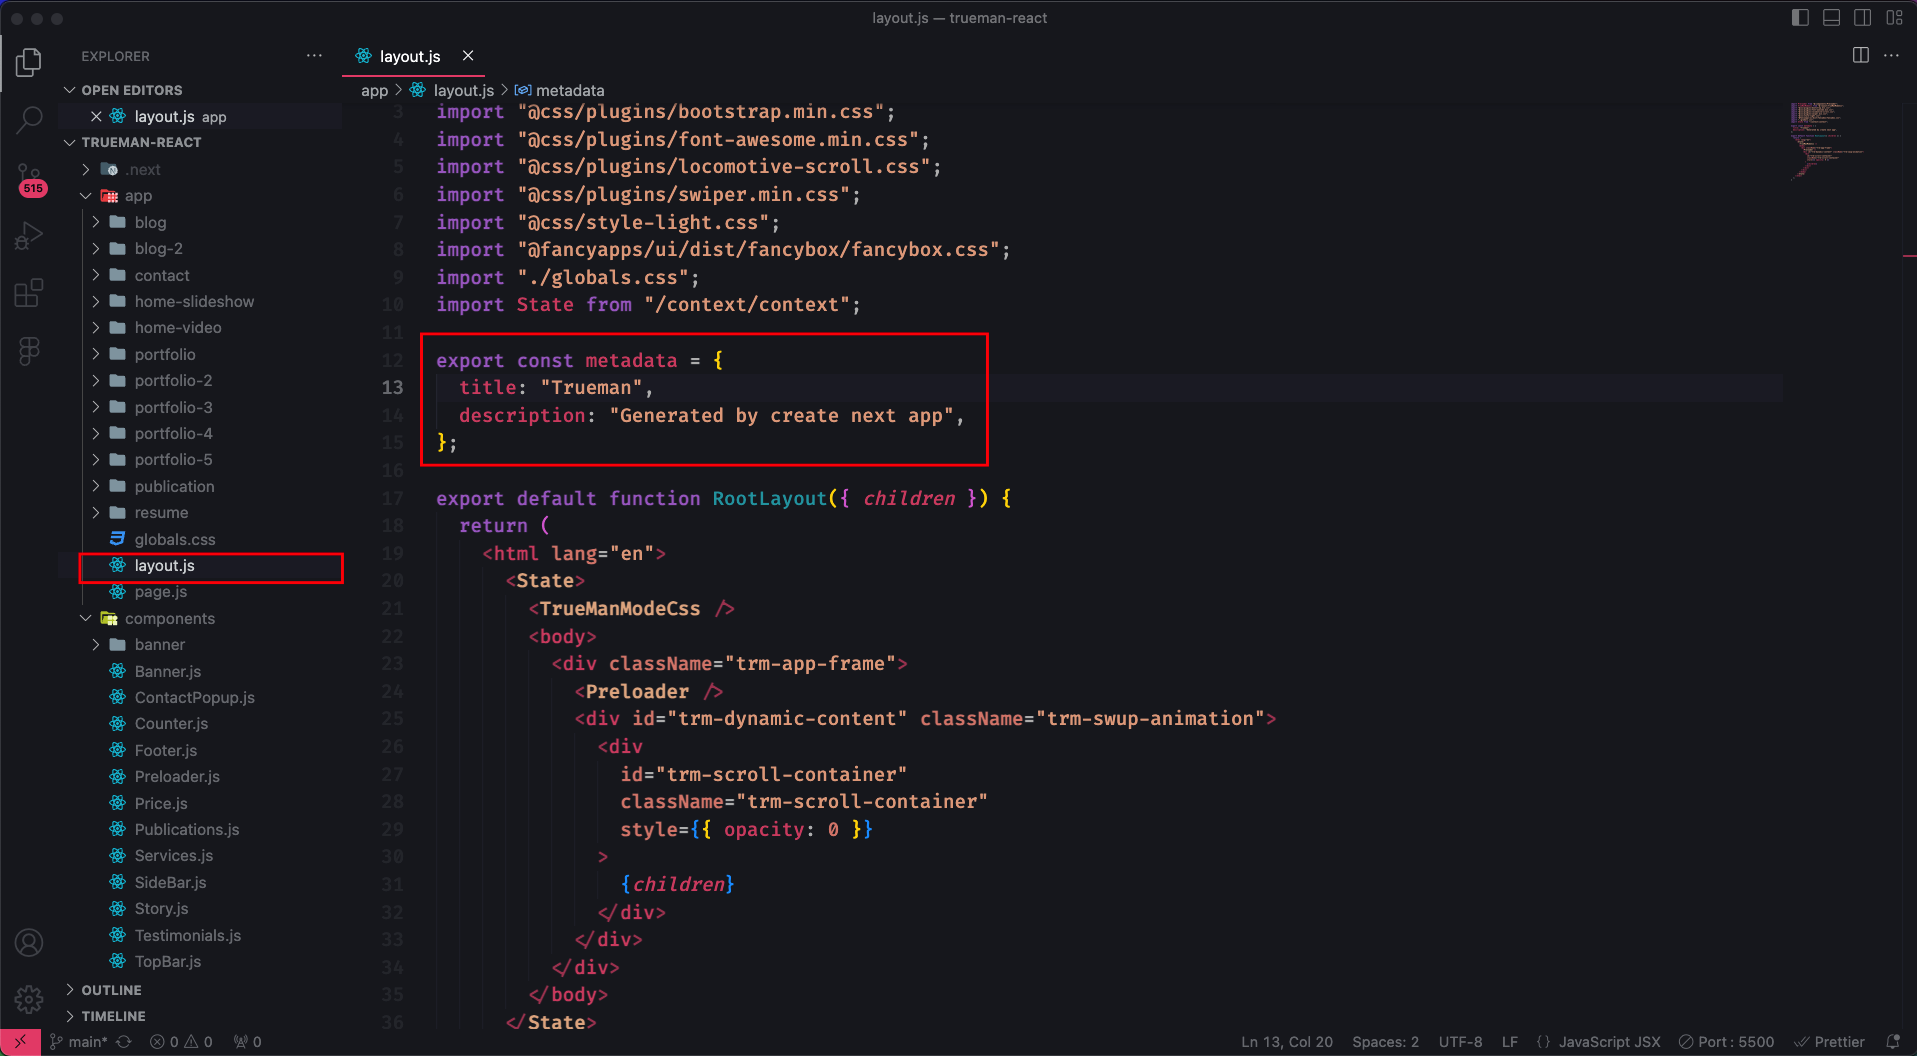 layout.js — trueman-react
EXPLORER
OPEN EDITORS
layout.js app
TRUEMAN-REACT
.next
app
blog
blog-2
contact
home-slideshow
home-video
portfolio
portfolio-2
portfolio-3
portfolio-4
portfolio-5
publication
resume
globals.css
layout.js
page.js
components
banner
Banner.js
ContactPopup.js
Counter.js
Footer.js
Preloader.js
Price.js
Publications.js
Services.js
SideBar.js
Story.js
Testimonials.js
TopBar.js
OUTLINE
TIMELINE
515
layout.js
app > layout.js > metadata
3 import "@css/plugins/bootstrap.min.css";
4 import "@css/plugins/font-awesome.min.css";
5 import "@css/plugins/locomotive-scroll.css";
6 import "@css/plugins/swiper.min.css";
7 import "@css/style-light.css";
8 import "@fancyapps/ui/dist/fancybox/fancybox.css";
9 import "./globals.css";
10 import State from "/context/context";
11
12 export const metadata = {
13 title: "Trueman",
14 description: "Generated by create next app",
15 };
16
17 export default function RootLayout({ children }) {
18 return (
19 <html lang="en">
20 <State>
21 <TrueManModeCss />
22 <body>
23 <div className="trm-app-frame">
24 <Preloader />
25 <div id="trm-dynamic-content" className="trm-swup-animation">
26 <div
27 id="trm-scroll-container"
28 className="trm-scroll-container"
29 style={{ opacity: 0 }}
30 >
31 {children}
32 </div>
33 </div>
34 </div>
35 </body>
36 </State>
main* 0 0 0 Ln 13, Col 20 Spaces: 2 UTF-8 LF {} JavaScript JSX Port : 5500 Prettier